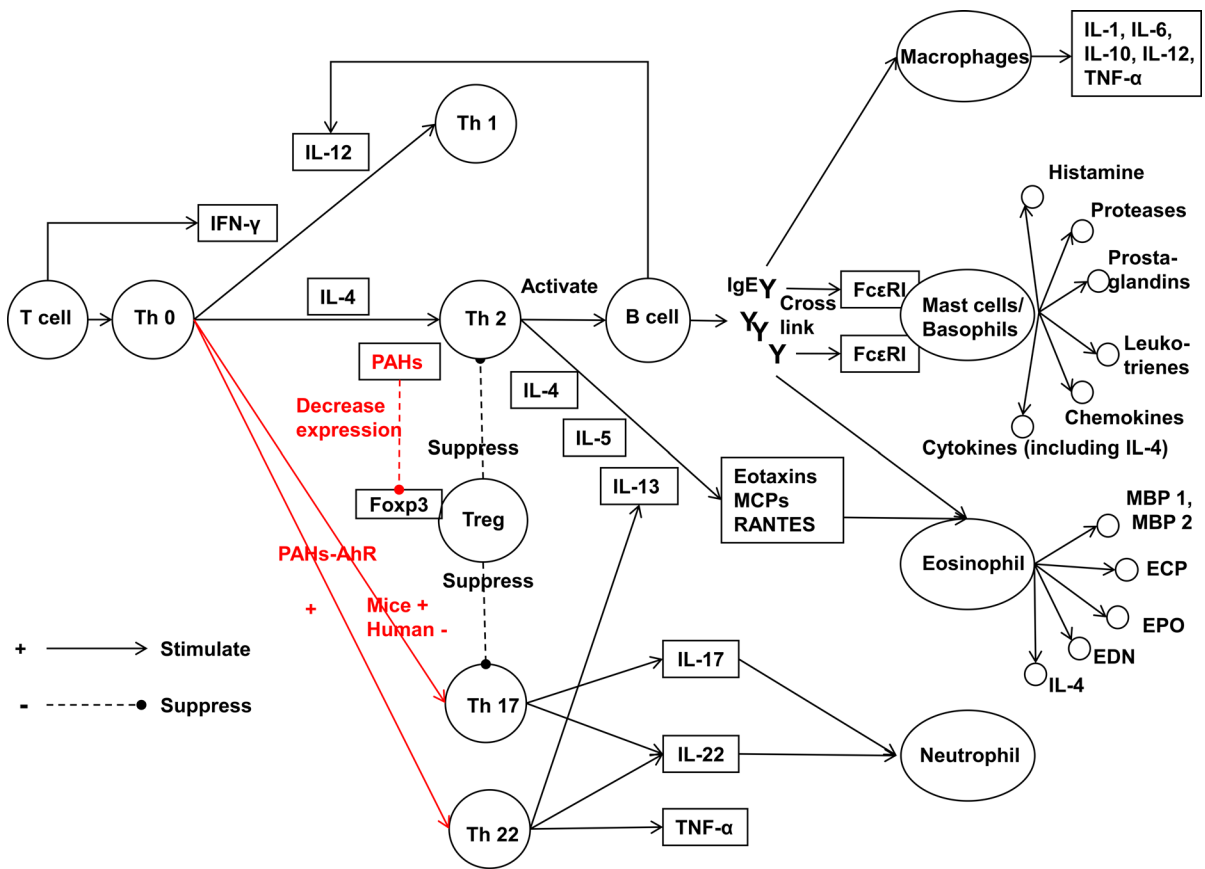 Macrophages
IL-1, IL-6,
IL-10, IL-12,
TNF-α
Th 1
IL-12
IFN-γ
Histamine
Proteases
Prosta-
glandins
Leuko-
trienes
Chemokines
Cytokines (including IL-4)
T cell
Th 0
IL-4
Th 2
Activate
B cell
IgE
Y
Y
Y
Y
Cross
link
FcεRI
FcεRI
Mast cells/
Basophils
PAHs
Decrease
expression
Foxp3
Suppress
Treg
Suppress
IL-4
IL-5
IL-13
Eotaxins
MCPs
RANTES
Eosinophil
MBP 1,
MBP 2
ECP
EPO
EDN
IL-4
PAHs-AhR
+
Mice +
Human -
+ Stimulate
- Suppress
Th 17
IL-17
IL-22
Neutrophil
Th 22
TNF-α